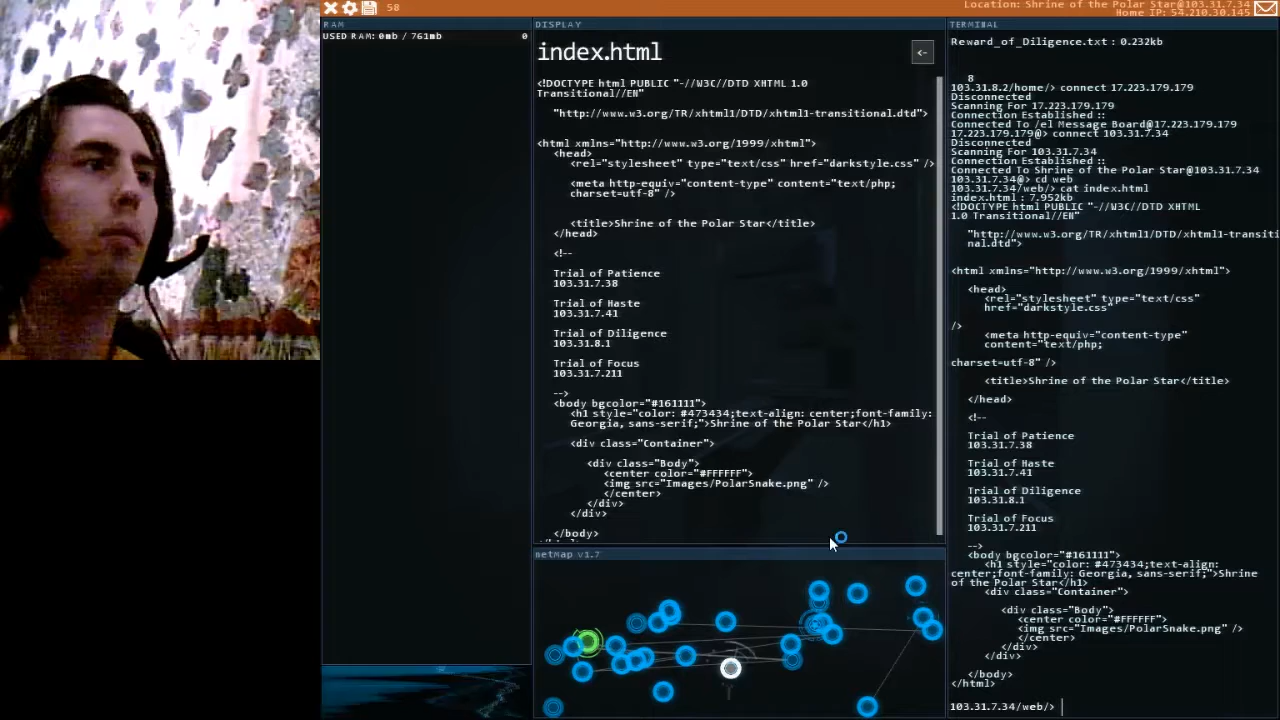 58
Location: Shrine of the Polar Star@103.31.7.34
Home IP: 54.210.30.145
RAM
USED RAM: 0mb / 761mb
0
DISPLAY
index.html
<-
<!DOCTYPE html PUBLIC "-//W3C//DTD XHTML 1.0
Transitional//EN"
"http://www.w3.org/TR/xhtml1/DTD/xhtml1-transitional.dtd">
<html xmlns="http://www.w3.org/1999/xhtml">
<head>
<rel="stylesheet" type="text/css" href="darkstyle.css" />
<meta http-equiv="content-type" content="text/php;
charset=utf-8" />
<title>Shrine of the Polar Star</title>
</head>
<!--
Trial of Patience
103.31.7.38
Trial of Haste
103.31.7.41
Trial of Diligence
103.31.8.1
Trial of Focus
103.31.7.211
-->
<body bgcolor="#161111">
<h1 style="color: #473434;text-align: center;font-family:
Georgia, sans-serif;">Shrine of the Polar Star</h1>
<div class="Container">
<div class="Body">
<center color="#FFFFFF">
<img src="Images/PolarSnake.png" />
</center>
</div>
</div>
</body>
netMap v1.7
TERMINAL
Reward_of_Diligence.txt : 0.232kb
8
103.31.8.2/home/> connect 17.223.179.179
Disconnected
Scanning For 17.223.179.179
Connection Established ::
Connected To /el Message Board@17.223.179.179
17.223.179.179@> connect 103.31.7.34
Disconnected
Scanning For 103.31.7.34
Connection Established ::
Connected To Shrine of the Polar Star@103.31.7.34
103.31.7.34@> cd web
103.31.7.34/web/> cat index.html
index.html : 7.952kb
<!DOCTYPE html PUBLIC "-//W3C//DTD XHTML
1.0 Transitional//EN"
"http://www.w3.org/TR/xhtml1/DTD/xhtml1-transiti
nal.dtd">
<html xmlns="http://www.w3.org/1999/xhtml">
<head>
<rel="stylesheet" type="text/css"
href="darkstyle.css"
/>
<meta http-equiv="content-type"
content="text/php;
charset=utf-8" />
<title>Shrine of the Polar Star</title>
</head>
<!--
Trial of Patience
103.31.7.38
Trial of Haste
103.31.7.41
Trial of Diligence
103.31.8.1
Trial of Focus
103.31.7.211
-->
<body bgcolor="#161111">
<h1 style="color: #473434;text-align:
center;font-family: Georgia, sans-serif;">Shrine
of the Polar Star</h1>
<div class="Container">
<div class="Body">
<center color="#FFFFFF">
<img src="Images/PolarSnake.png" />
</center>
</div>
</div>
</body>
</html>
103.31.7.34/web/>